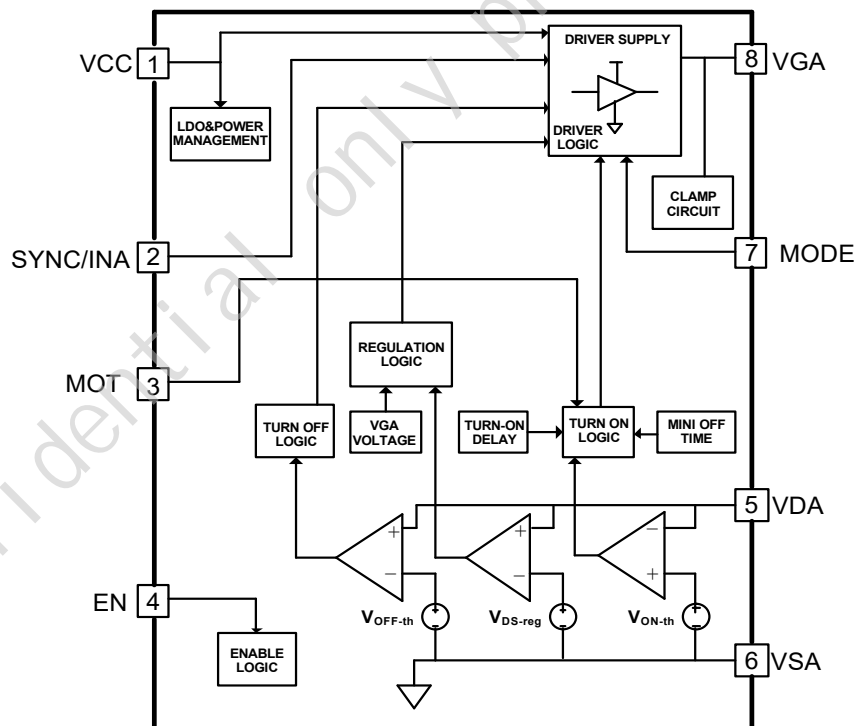 VCC 1
LDO&POWER
MANAGEMENT
DRIVER SUPPLY
DRIVER
LOGIC
8 VGA
CLAMP
CIRCUIT
SYNC/INA 2
7 MODE
MOT 3
REGULATION
LOGIC
TURN OFF
LOGIC
VGA
VOLTAGE
TURN-ON
DELAY
TURN ON
LOGIC
MINI OFF
TIME
5 VDA
+
−
+
−
−
+
EN 4
VOFF-th
VDS-reg
VON-th
ENABLE
LOGIC
6 VSA
idential only p